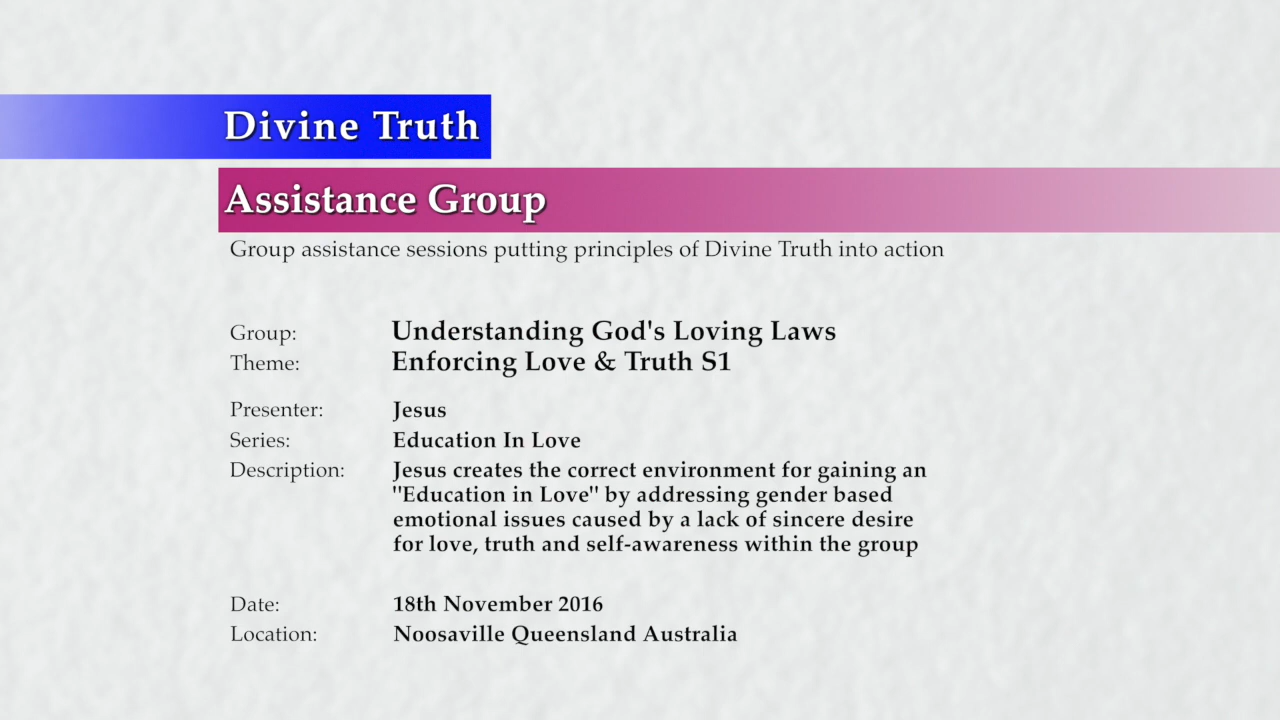 Divine Truth
Assistance Group
Group assistance sessions putting principles of Divine Truth into action
Group: Understanding God's Loving Laws
Theme: Enforcing Love & Truth S1
Presenter: Jesus
Series: Education In Love
Description: Jesus creates the correct environment for gaining an
"Education in Love" by addressing gender based
emotional issues caused by a lack of sincere desire
for love, truth and self-awareness within the group
Date: 18th November 2016
Location: Noosaville Queensland Australia